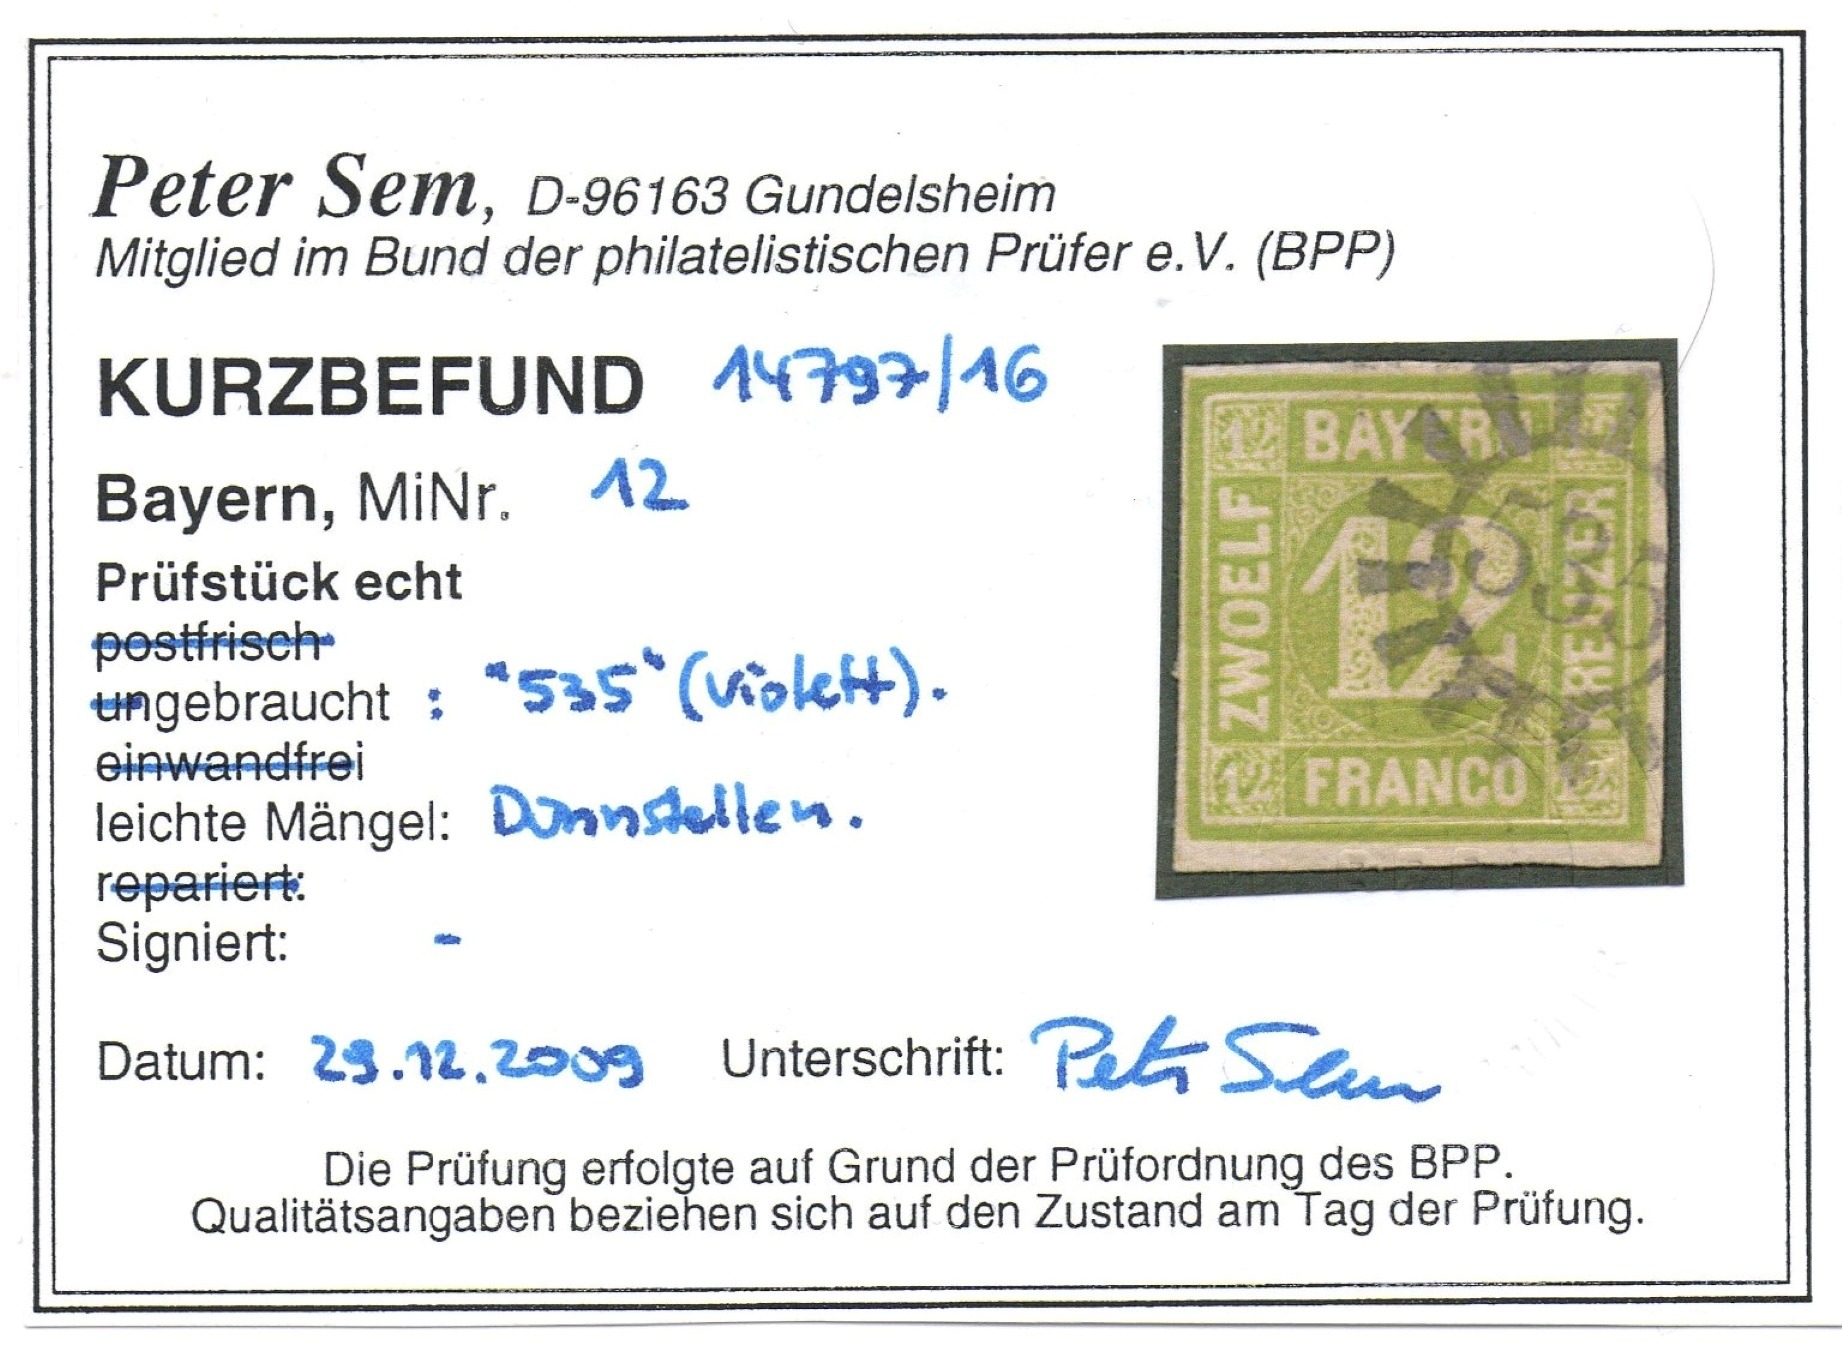 Peter Sem, D-96163 Gundelsheim
Mitglied im Bund der philatelistischen Prüfer e.V. (BPP)
KURZBEFUND 14797/16
Bayern, MiNr. 12
Prüfstück echt
postfrisch
ungebraucht : "535" (violett).
einwandfrei
leichte Mängel: Dünnstellen.
repariert:
Signiert: -
Datum: 29.12.2009 Unterschrift: Peter Sem
Die Prüfung erfolgte auf Grund der Prüfordnung des BPP.
Qualitätsangaben beziehen sich auf den Zustand am Tag der Prüfung.
12 BAYERN 12
ZWOELF
12
535
KREUZER
12 FRANCO 12